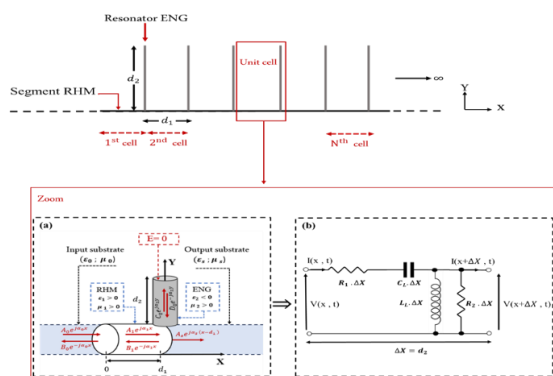 Resonator ENG
Unit cell
d₂
Segment RHM
∞
Y
X
d₁
1ˢᵗ cell
2ⁿᵈ cell
Nᵗʰ cell
Zoom
(a)
E= 0
Input substrate
(ε₀ ; μ₀)
Y
Output substrate
(εₛ ; μₛ)
RHM
ε₁ > 0
μ₁ > 0
d₂
ENG
ε₂ < 0
μ₂ > 0
X
0
d₁
⇒
(b)
I(x , t)
R₁ .ΔX
C_L.ΔX
I(x+ΔX , t)
V(x , t)
L_L.ΔX
R₂ .ΔX
V(x+ΔX , t)
ΔX = d₂